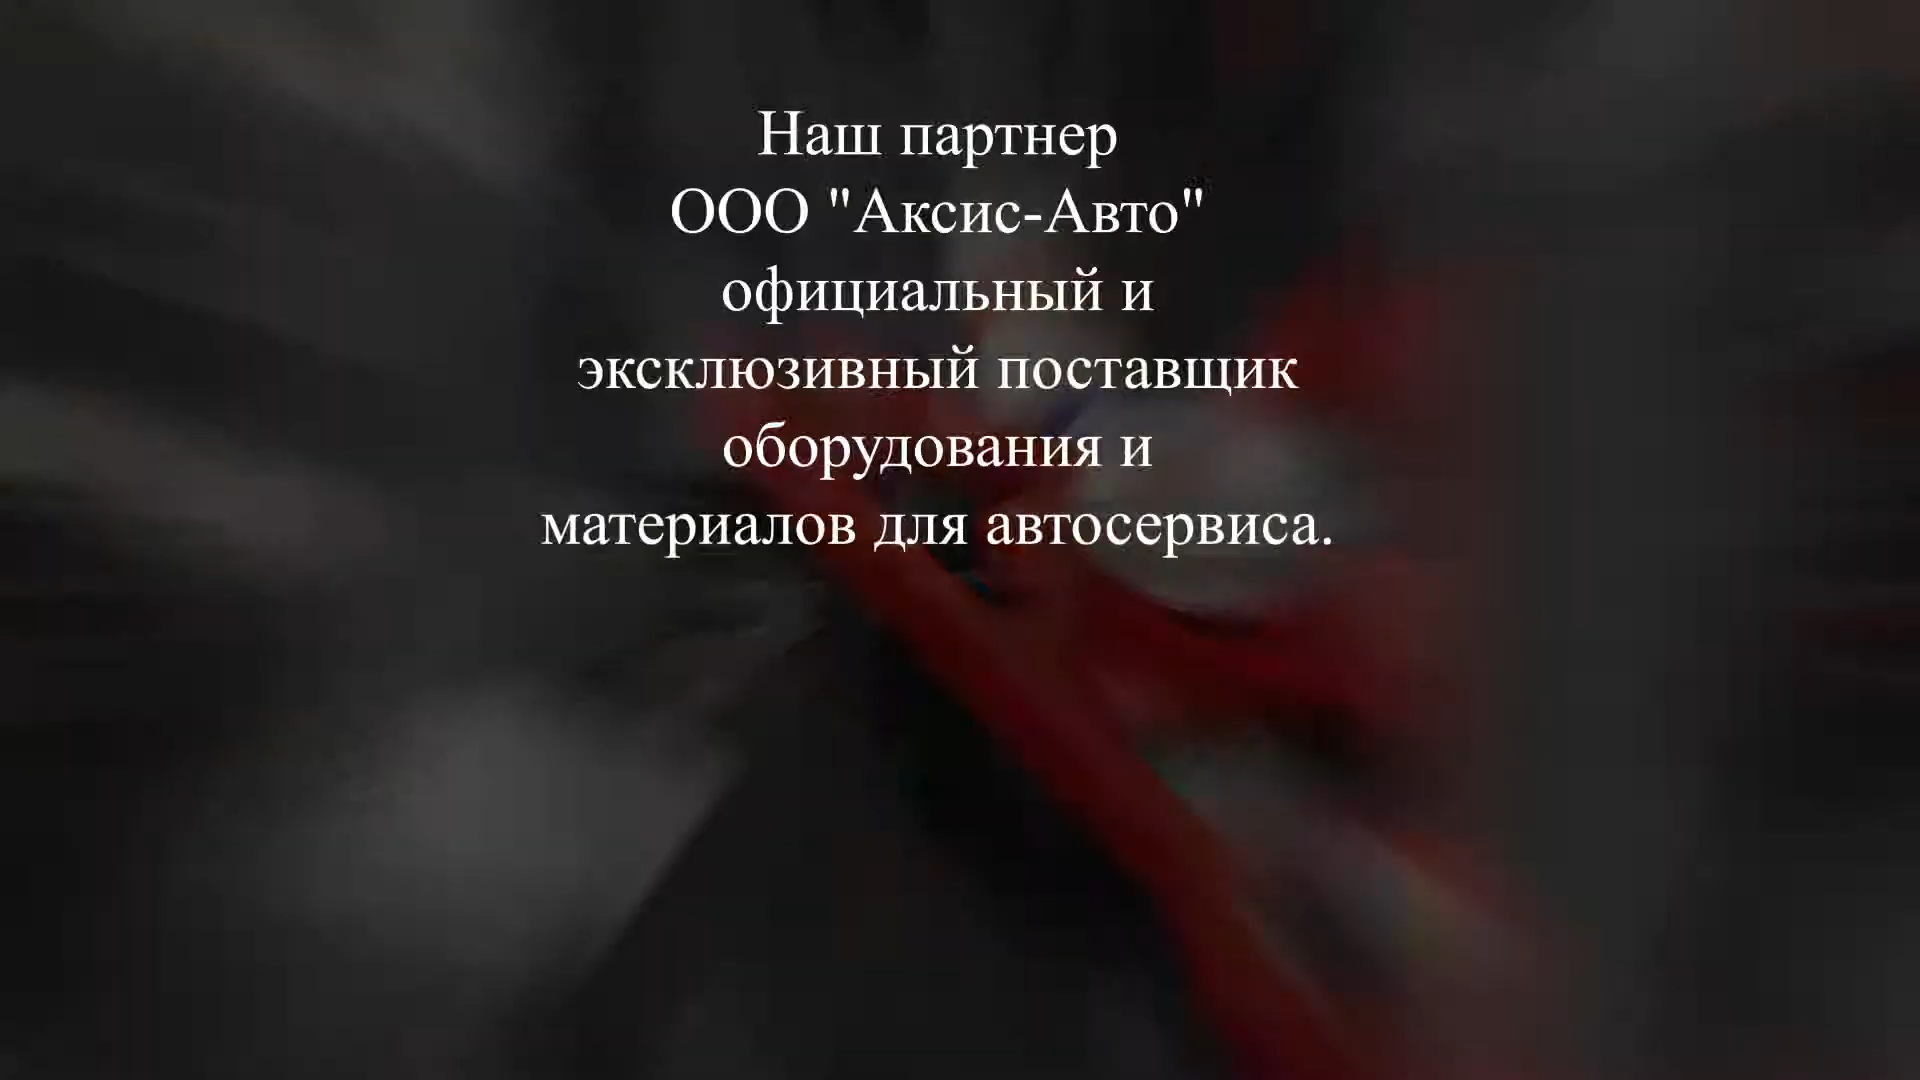 Наш партнер
ООО "Аксис-Авто"
официальный и
эксклюзивный поставщик
оборудования и
материалов для автосервиса.